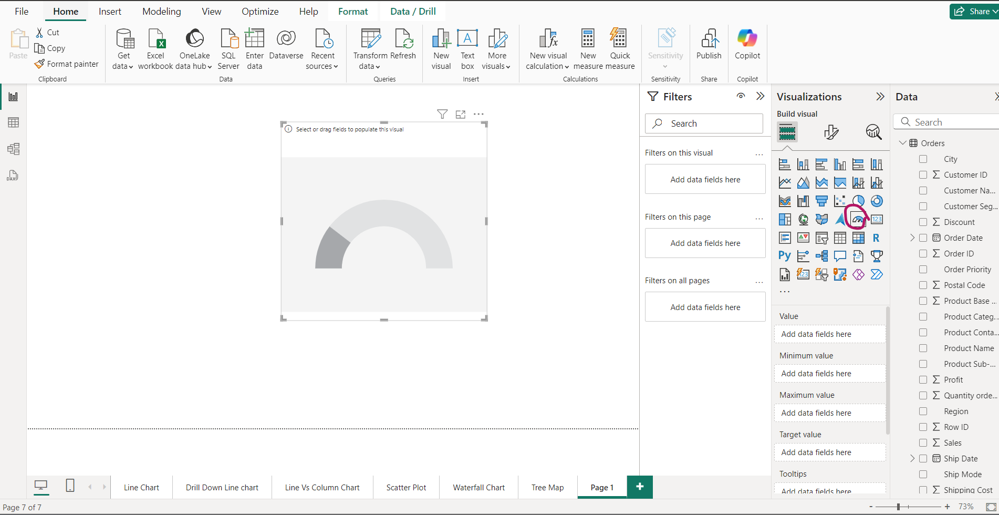 File Home Insert Modeling View Optimize Help Format Data / Drill Share
Paste Cut Copy Format painter
Clipboard
Get data Excel workbook OneLake data hub SQL Server Enter data Dataverse Recent sources
Data
Transform data Refresh
Queries
New visual Text box More visuals
Insert
New visual calculation New measure Quick measure
Calculations
Sensitivity
Sensitivity
Publish
Share
Copilot
Copilot
Select or drag fields to populate this visual
Filters
Search
Filters on this visual ...
Add data fields here
Filters on this page ...
Add data fields here
Filters on all pages ...
Add data fields here
Visualizations
Build visual
123
R
Py
123
...
Value
Add data fields here
Minimum value
Add data fields here
Maximum value
Add data fields here
Target value
Add data fields here
Tooltips
Add data fields here
Data
Search
Orders
City
Σ Customer ID
Customer Na...
Customer Seg...
Σ Discount
Order Date
Σ Order ID
Order Priority
Σ Postal Code
Σ Product Base ...
Product Categ...
Product Conta...
Product Name
Product Sub-...
Σ Profit
Σ Quantity orde...
Region
Σ Row ID
Σ Sales
Ship Date
Ship Mode
Σ Shipping Cost
DAX
Line Chart Drill Down Line chart Line Vs Column Chart Scatter Plot Waterfall Chart Tree Map Page 1 +
Page 7 of 7 - + 73%